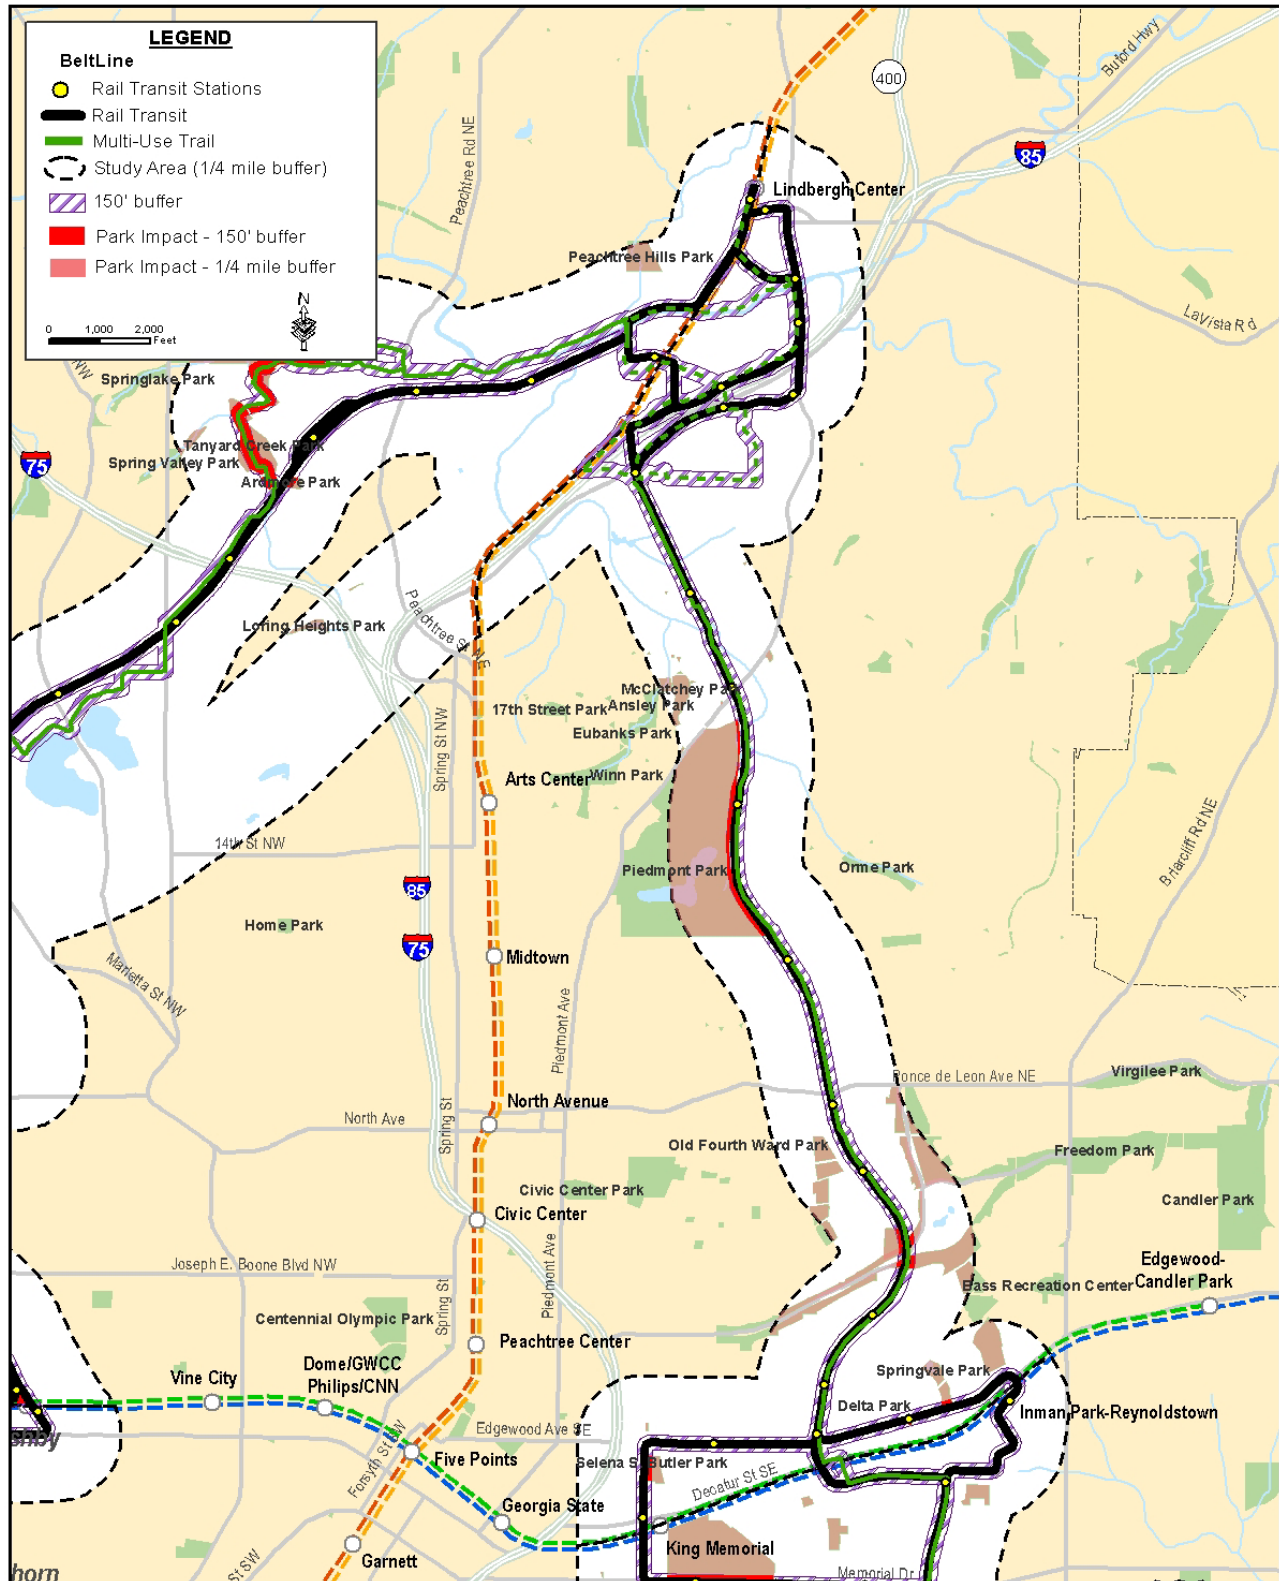 LEGEND
BeltLine
Rail Transit Stations
Rail Transit
Multi-Use Trail
Study Area (1/4 mile buffer)
150' buffer
Park Impact - 150' buffer
Park Impact - 1/4 mile buffer
N
0 1,000 2,000
Feet
Peachtree Rd NE
400
Buford Hwy
85
Lindbergh Center
Peachtree Hills Park
LaVista Rd
NW
Springlake Park
Tanyard Creek Park
Spring Valley Park
75
Ardmore Park
Loring Heights Park
Peachtree St NE
McClatchey Park
17th Street Park
Ansley Park
Eubanks Park
Spring St NW
Arts Center
Winn Park
14th St NW
Piedmont Park
Orme Park
Briarcliff Rd NE
85
Home Park
75
Midtown
Marietta St NW
Piedmont Ave
Ponce de Leon Ave NE
Virgilee Park
North Avenue
North Ave
Spring St
Old Fourth Ward Park
Freedom Park
Civic Center Park
Candler Park
Civic Center
Joseph E. Boone Blvd NW
Piedmont Ave
Edgewood-
Candler Park
Bass Recreation Center
Spring St
Centennial Olympic Park
Peachtree Center
Dome/GWCC
Philips/CNN
Vine City
Springvale Park
Delta Park
Inman Park-Reynoldstown
Edgewood Ave SE
shby
Forsyth St SW
Five Points
Selena S. Butler Park
Decatur St SE
Georgia State
King Memorial
Garnett
St SW
horn
Memorial Dr